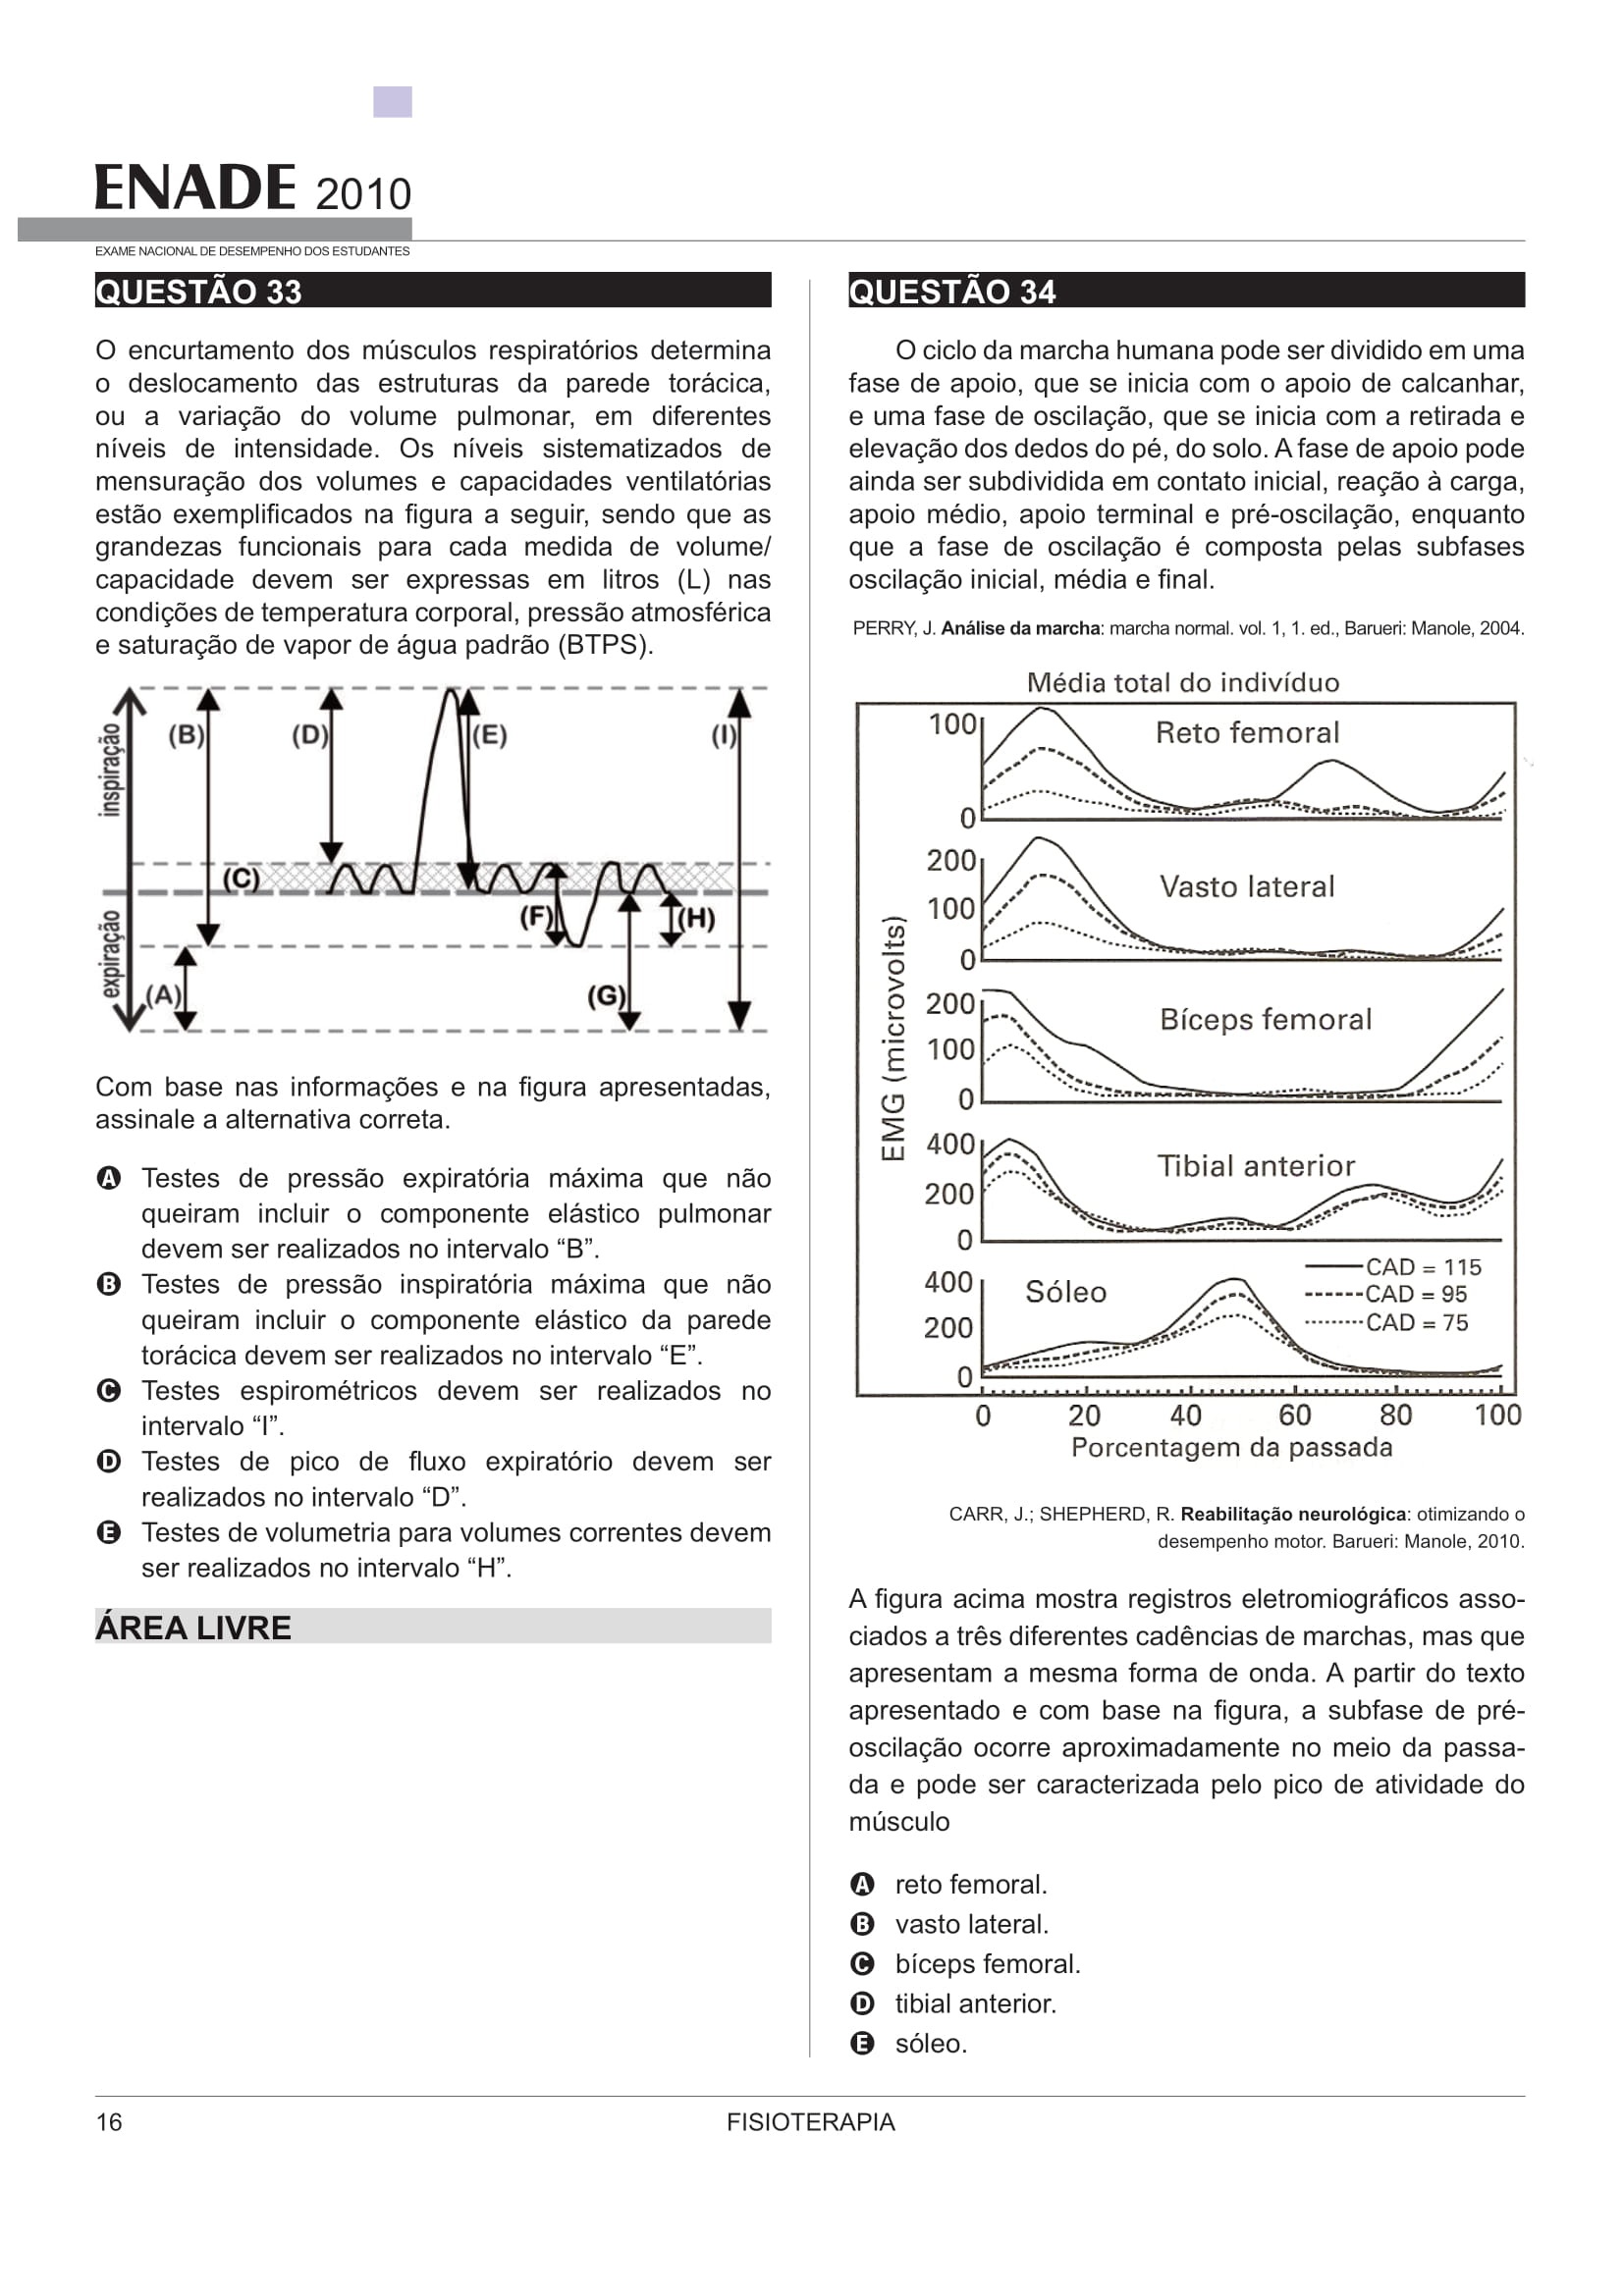 ENADE 2010
EXAME NACIONAL DE DESEMPENHO DOS ESTUDANTES
QUESTÃO 33
O encurtamento dos músculos respiratórios determina
o deslocamento das estruturas da parede torácica,
ou a variação do volume pulmonar, em diferentes
níveis de intensidade. Os níveis sistematizados de
mensuração dos volumes e capacidades ventilatórias
estão exemplificados na figura a seguir, sendo que as
grandezas funcionais para cada medida de volume/
capacidade devem ser expressas em litros (L) nas
condições de temperatura corporal, pressão atmosférica
e saturação de vapor de água padrão (BTPS).
inspiração
expiração
(B)
(D)
(E)
(I)
(C)
(F)
(H)
(A)
(G)
Com base nas informações e na figura apresentadas,
assinale a alternativa correta.
A Testes de pressão expiratória máxima que não
queiram incluir o componente elástico pulmonar
devem ser realizados no intervalo “B”.
B Testes de pressão inspiratória máxima que não
queiram incluir o componente elástico da parede
torácica devem ser realizados no intervalo “E”.
C Testes espirométricos devem ser realizados no
intervalo “I”.
D Testes de pico de fluxo expiratório devem ser
realizados no intervalo “D”.
E Testes de volumetria para volumes correntes devem
ser realizados no intervalo “H”.
ÁREA LIVRE
QUESTÃO 34
O ciclo da marcha humana pode ser dividido em uma
fase de apoio, que se inicia com o apoio de calcanhar,
e uma fase de oscilação, que se inicia com a retirada e
elevação dos dedos do pé, do solo. A fase de apoio pode
ainda ser subdividida em contato inicial, reação à carga,
apoio médio, apoio terminal e pré-oscilação, enquanto
que a fase de oscilação é composta pelas subfases
oscilação inicial, média e final.
PERRY, J. Análise da marcha: marcha normal. vol. 1, 1. ed., Barueri: Manole, 2004.
Média total do indivíduo
EMG (microvolts)
100
0
Reto femoral
200
100
0
Vasto lateral
200
100
0
Bíceps femoral
400
200
0
Tibial anterior
400
200
0
Sóleo
CAD = 115
CAD = 95
CAD = 75
0 20 40 60 80 100
Porcentagem da passada
CARR, J.; SHEPHERD, R. Reabilitação neurológica: otimizando o
desempenho motor. Barueri: Manole, 2010.
A figura acima mostra registros eletromiográficos asso-
ciados a três diferentes cadências de marchas, mas que
apresentam a mesma forma de onda. A partir do texto
apresentado e com base na figura, a subfase de pré-
oscilação ocorre aproximadamente no meio da passa-
da e pode ser caracterizada pelo pico de atividade do
músculo
A reto femoral.
B vasto lateral.
C bíceps femoral.
D tibial anterior.
E sóleo.
16
FISIOTERAPIA